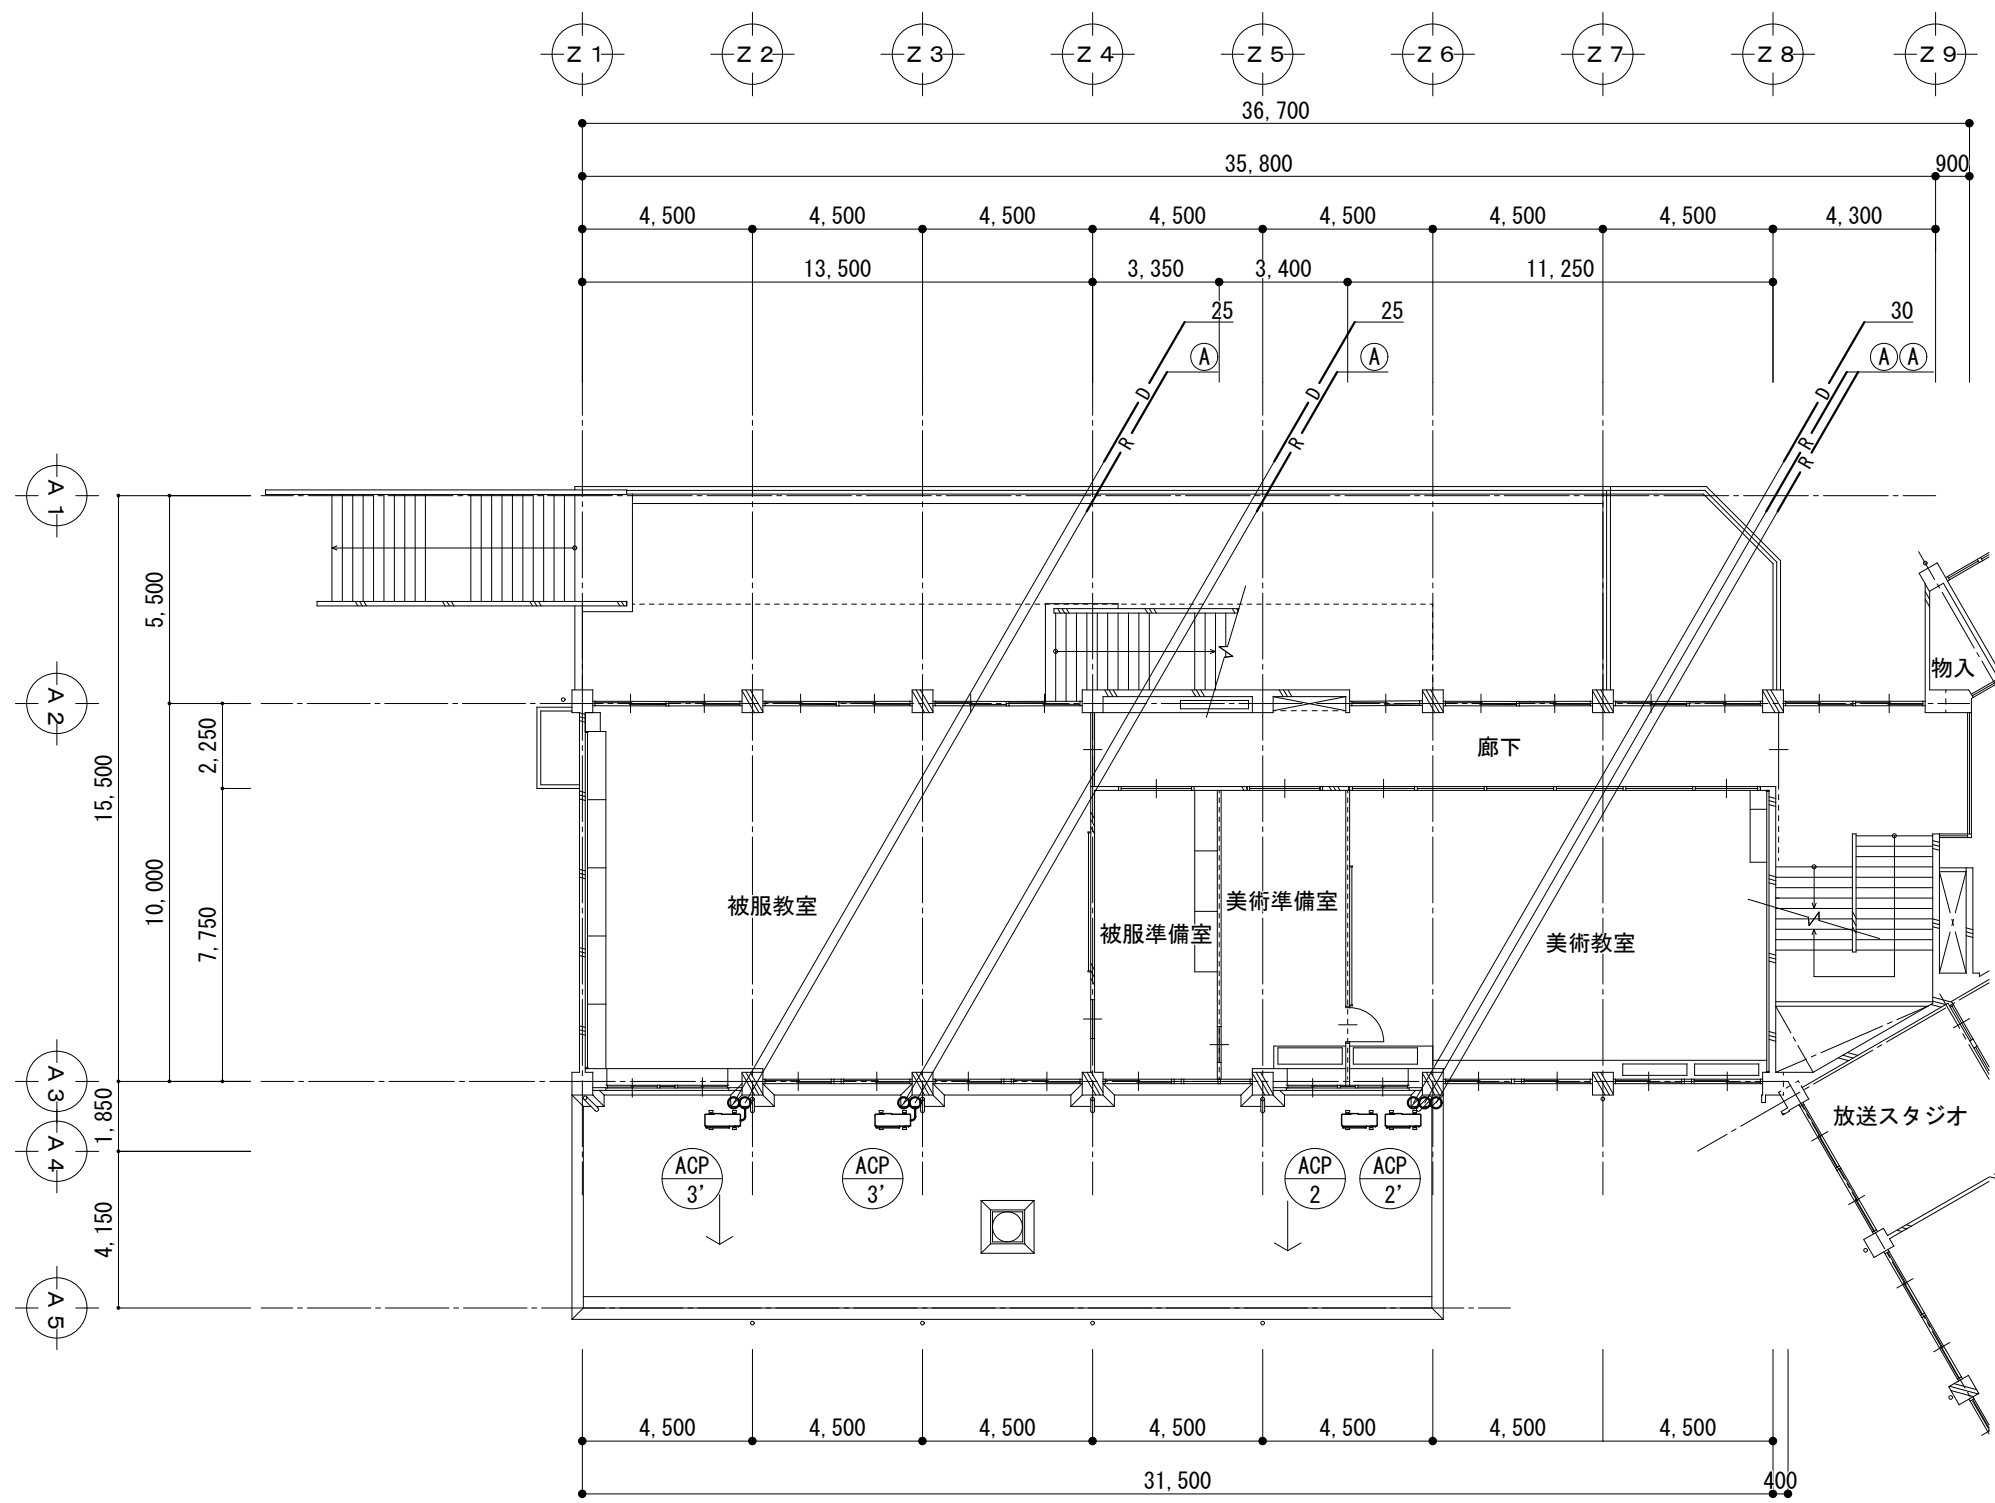 Z1 Z2 Z3 Z4 Z5 Z6 Z7 Z8 Z9
36,700
35,800 900
4,500 4,500 4,500 4,500 4,500 4,500 4,500 4,300
13,500 3,350 3,400 11,250
25 25 30
A A A A
D D D
R R R R
A1
5,500
物入
A2
廊下
2,250
15,500
10,000
7,750
被服教室
美術準備室
被服準備室
美術教室
A3
1,850
放送スタジオ
A4
ACP 3' ACP 3' ACP 2 ACP 2'
4,150
A5
4,500 4,500 4,500 4,500 4,500 4,500 4,500
31,500 400